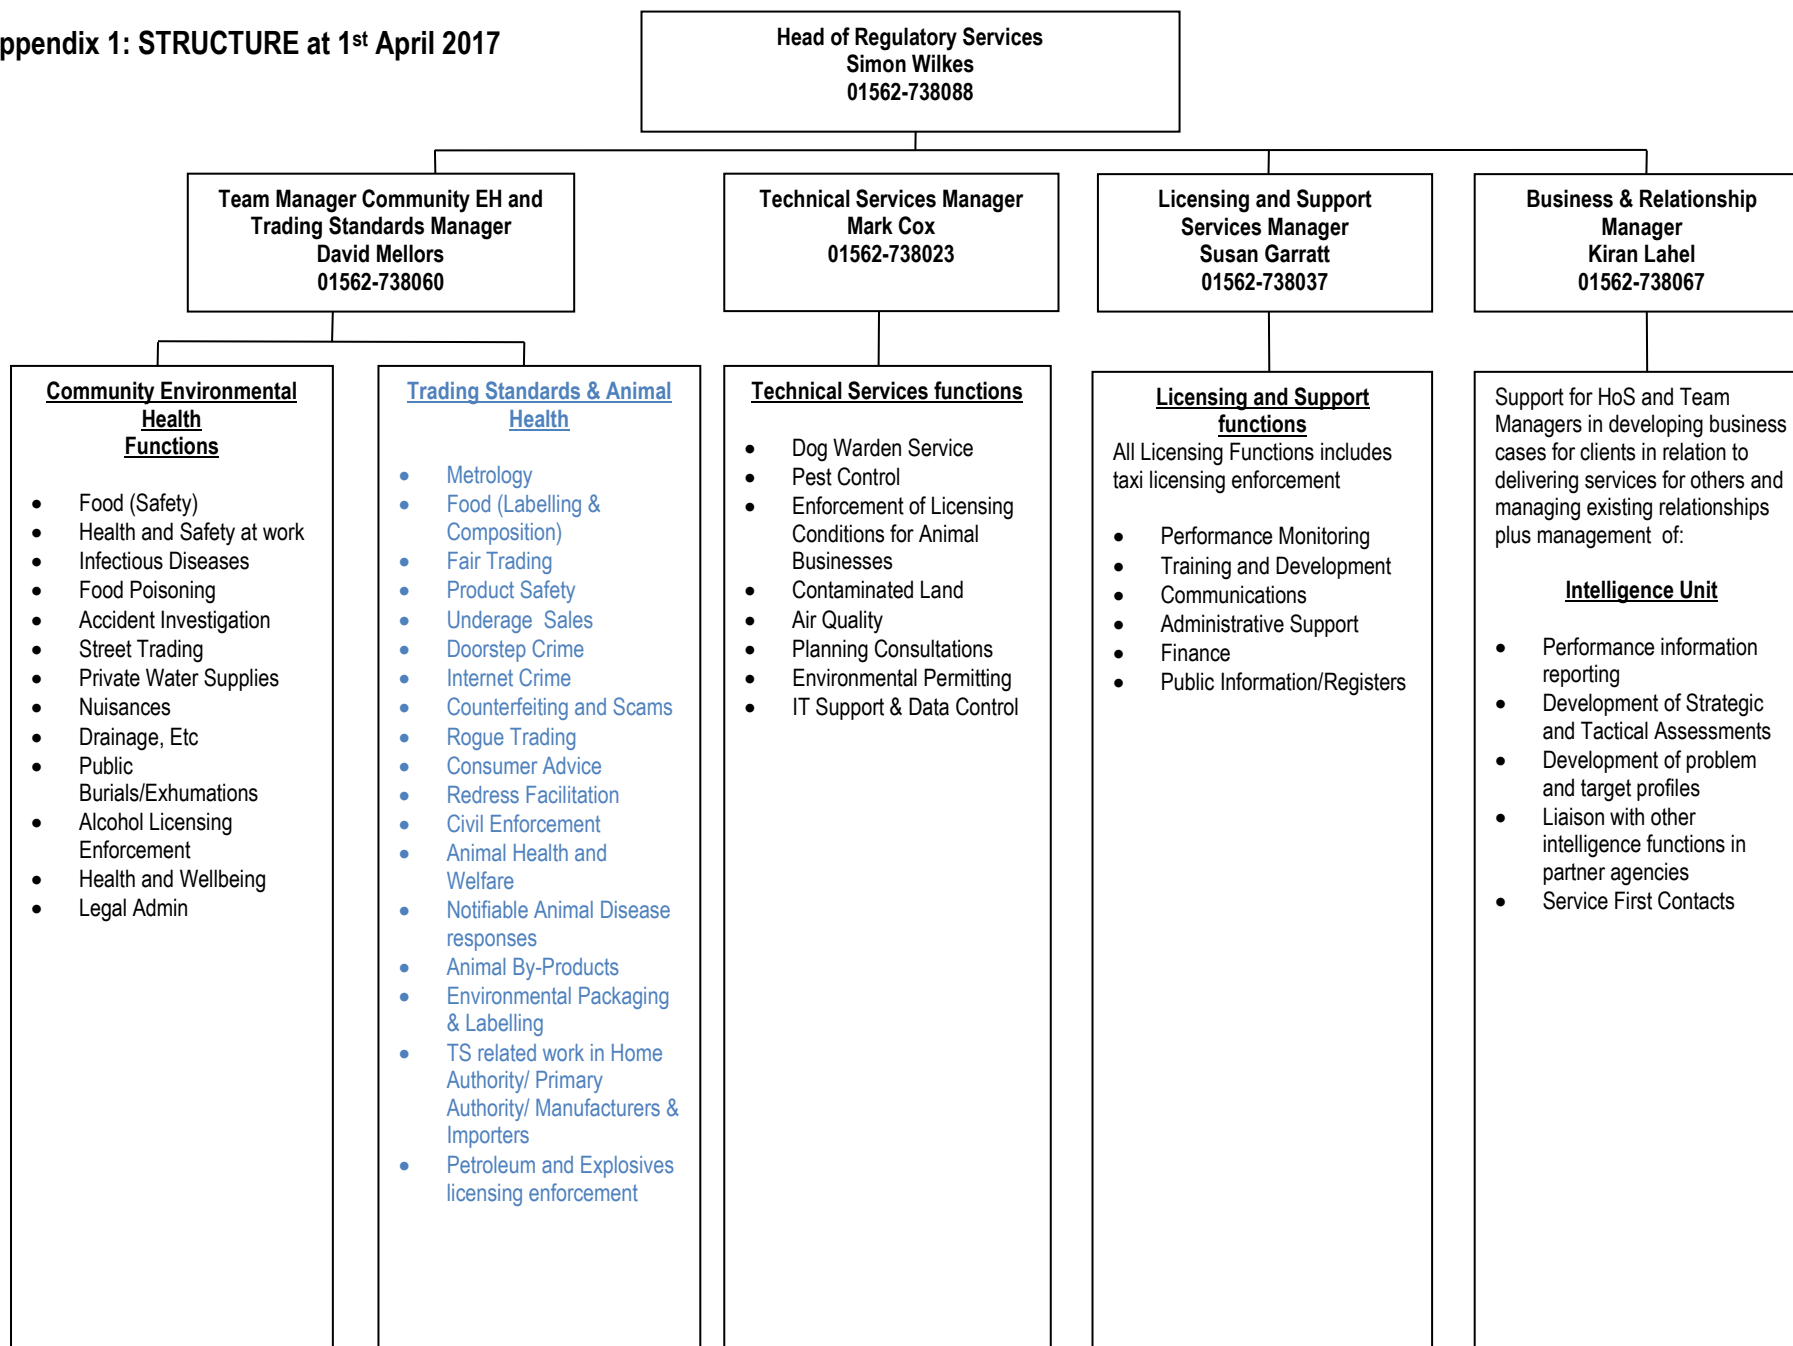 ppendix 1: STRUCTURE at 1st April 2017
Head of Regulatory Services
Simon Wilkes
01562-738088
Team Manager Community EH and
Trading Standards Manager
David Mellors
01562-738060
Technical Services Manager
Mark Cox
01562-738023
Licensing and Support
Services Manager
Susan Garratt
01562-738037
Business & Relationship
Manager
Kiran Lahel
01562-738067
Community Environmental
Health
Functions
• Food (Safety)
• Health and Safety at work
• Infectious Diseases
• Food Poisoning
• Accident Investigation
• Street Trading
• Private Water Supplies
• Nuisances
• Drainage, Etc
• Public
Burials/Exhumations
• Alcohol Licensing
Enforcement
• Health and Wellbeing
• Legal Admin
Trading Standards & Animal
Health
• Metrology
• Food (Labelling &
Composition)
• Fair Trading
• Product Safety
• Underage Sales
• Doorstep Crime
• Internet Crime
• Counterfeiting and Scams
• Rogue Trading
• Consumer Advice
• Redress Facilitation
• Civil Enforcement
• Animal Health and
Welfare
• Notifiable Animal Disease
responses
• Animal By-Products
• Environmental Packaging
& Labelling
• TS related work in Home
Authority/ Primary
Authority/ Manufacturers &
Importers
• Petroleum and Explosives
licensing enforcement
Technical Services functions
• Dog Warden Service
• Pest Control
• Enforcement of Licensing
Conditions for Animal
Businesses
• Contaminated Land
• Air Quality
• Planning Consultations
• Environmental Permitting
• IT Support & Data Control
Licensing and Support
functions
All Licensing Functions includes
taxi licensing enforcement
• Performance Monitoring
• Training and Development
• Communications
• Administrative Support
• Finance
• Public Information/Registers
Support for HoS and Team
Managers in developing business
cases for clients in relation to
delivering services for others and
managing existing relationships
plus management of:
Intelligence Unit
• Performance information
reporting
• Development of Strategic
and Tactical Assessments
• Development of problem
and target profiles
• Liaison with other
intelligence functions in
partner agencies
• Service First Contacts